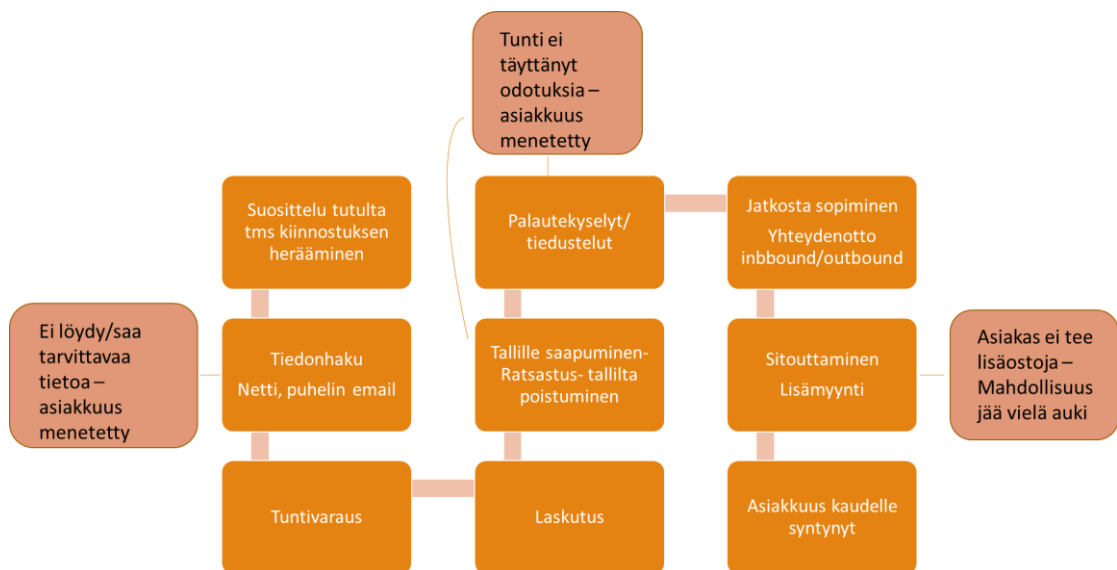 Tunti ei
täyttänyt
odotuksia –
asiakkuus
menetetty
Suosittelu tutulta
tms kiinnostuksen
herääminen
Palautekyselyt/
tiedustelut
Jatkosta sopiminen
Yhteydenotto
inbbound/outbound
Ei löydy/saa
tarvittavaa
tietoa –
asiakkuus
menetetty
Tiedonhaku
Netti, puhelin email
Tallille saapuminen-
Ratsastus- tallilta
poistuminen
Sitouttaminen
Lisämyynti
Asiakas ei tee
lisäostoja –
Mahdollisuus
jää vielä auki
Tuntivaraus
Laskutus
Asiakkuus kaudelle
syntynyt